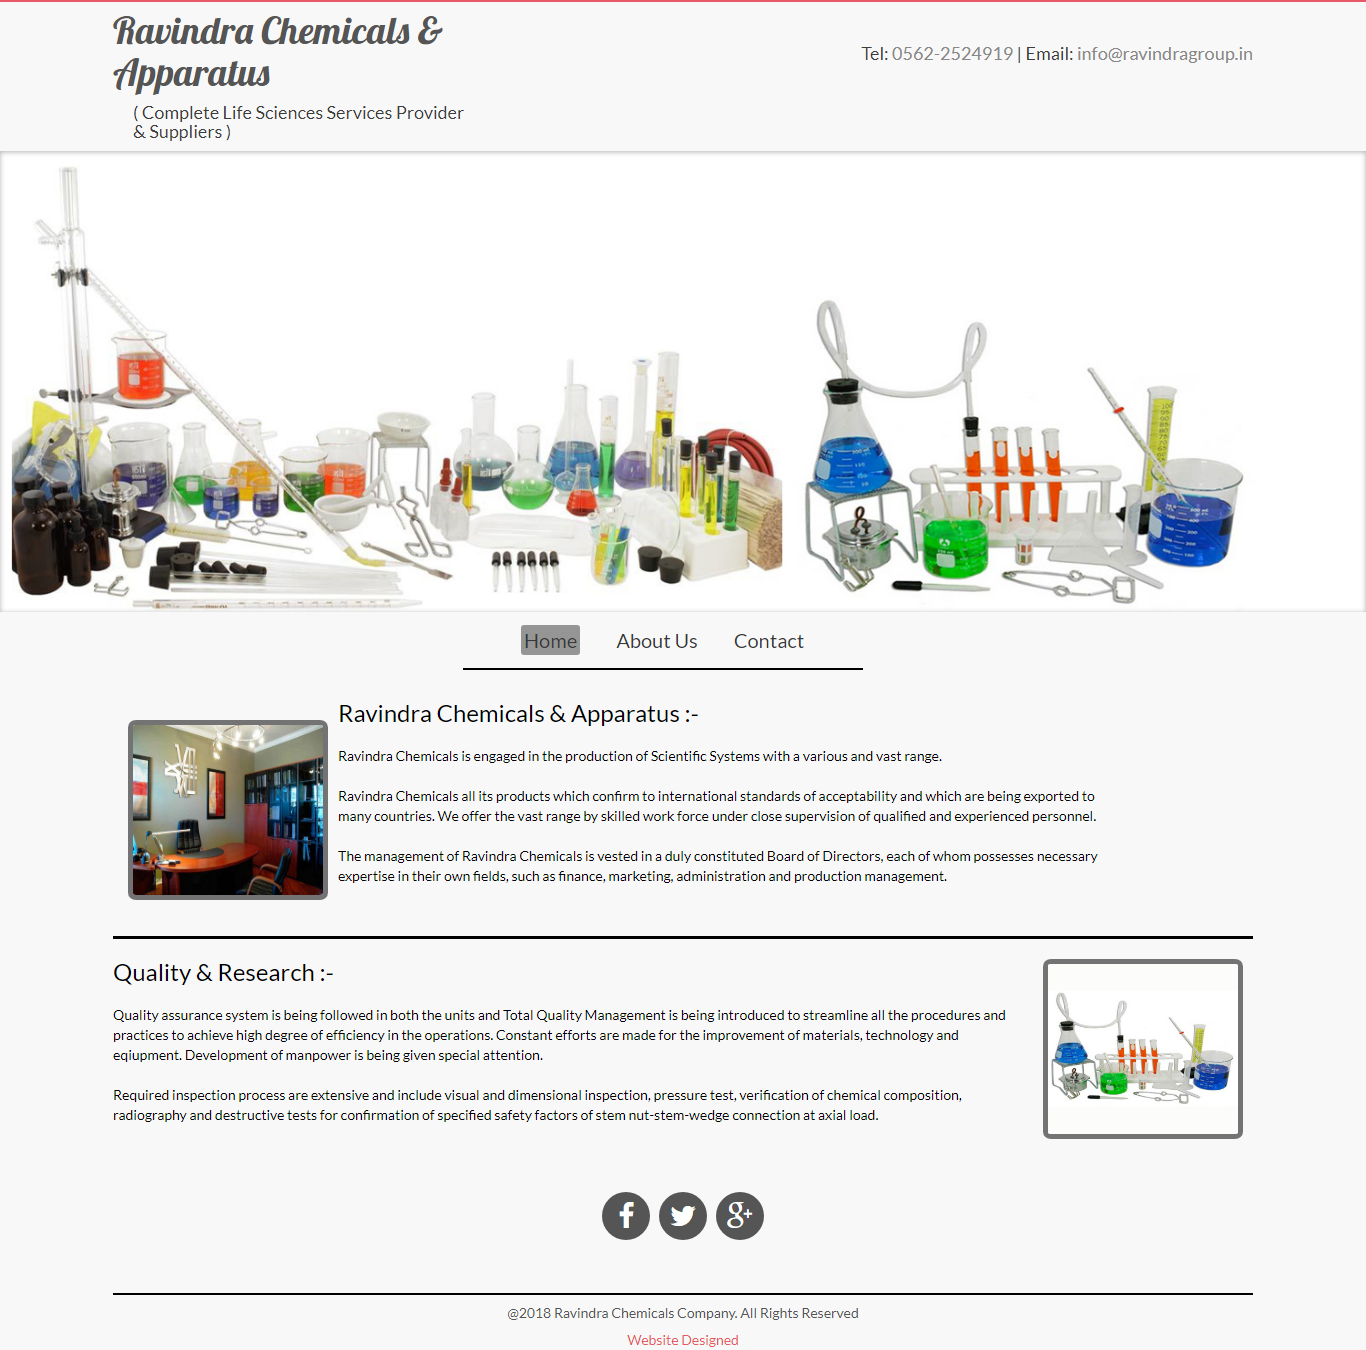 Ravindra Chemicals &
Apparatus
( Complete Life Sciences Services Provider
& Suppliers )
Tel: 0562-2524919 | Email: info@ravindragroup.in
Home About Us Contact
Ravindra Chemicals & Apparatus :-
Ravindra Chemicals is engaged in the production of Scientific Systems with a various and vast range.
Ravindra Chemicals all its products which confirm to international standards of acceptability and which are being exported to
many countries. We offer the vast range by skilled work force under close supervision of qualified and experienced personnel.
The management of Ravindra Chemicals is vested in a duly constituted Board of Directors, each of whom possesses necessary
expertise in their own fields, such as finance, marketing, administration and production management.
Quality & Research :-
Quality assurance system is being followed in both the units and Total Quality Management is being introduced to streamline all the procedures and
practices to achieve high degree of efficiency in the operations. Constant efforts are made for the improvement of materials, technology and
eqiupment. Development of manpower is being given special attention.
Required inspection process are extensive and include visual and dimensional inspection, pressure test, verification of chemical composition,
radiography and destructive tests for confirmation of specified safety factors of stem nut-stem-wedge connection at axial load.
@2018 Ravindra Chemicals Company. All Rights Reserved
Website Designed